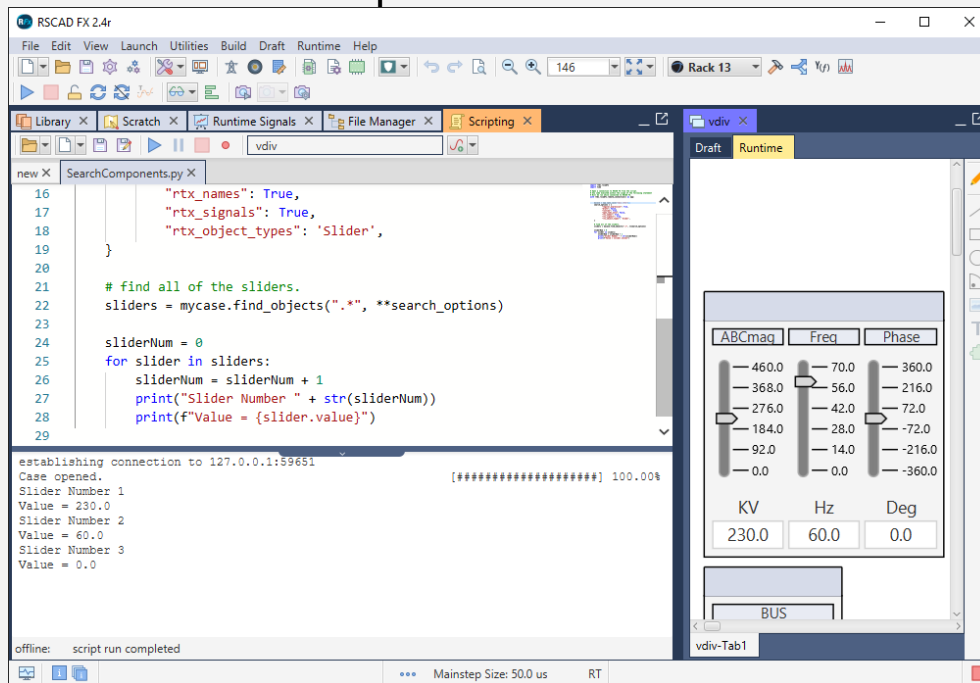 RSCAD FX 2.4r
File Edit View Launch Utilities Build Draft Runtime Help
146 Rack 13
Library Scratch Runtime Signals File Manager Scripting
vdiv
vdiv
Draft Runtime
new SearchComponents.py
16 "rtx_names": True,
17 "rtx_signals": True,
18 "rtx_object_types": 'Slider',
19 }
20
21 # find all of the sliders.
22 sliders = mycase.find_objects(".*", **search_options)
23
24 sliderNum = 0
25 for slider in sliders:
26 sliderNum = sliderNum + 1
27 print("Slider Number " + str(sliderNum))
28 print(f"Value = {slider.value}")
29
establishing connection to 127.0.0.1:59651
Case opened. [####################] 100.00%
Slider Number 1
Value = 230.0
Slider Number 2
Value = 60.0
Slider Number 3
Value = 0.0
offline: script run completed
ABCmag Freq Phase
460.0 70.0 360.0
368.0 56.0 216.0
276.0 42.0 72.0
184.0 28.0 -72.0
92.0 14.0 -216.0
0.0 0.0 -360.0
KV Hz Deg
230.0 60.0 0.0
BUS
vdiv-Tab1
Mainstep Size: 50.0 us RT